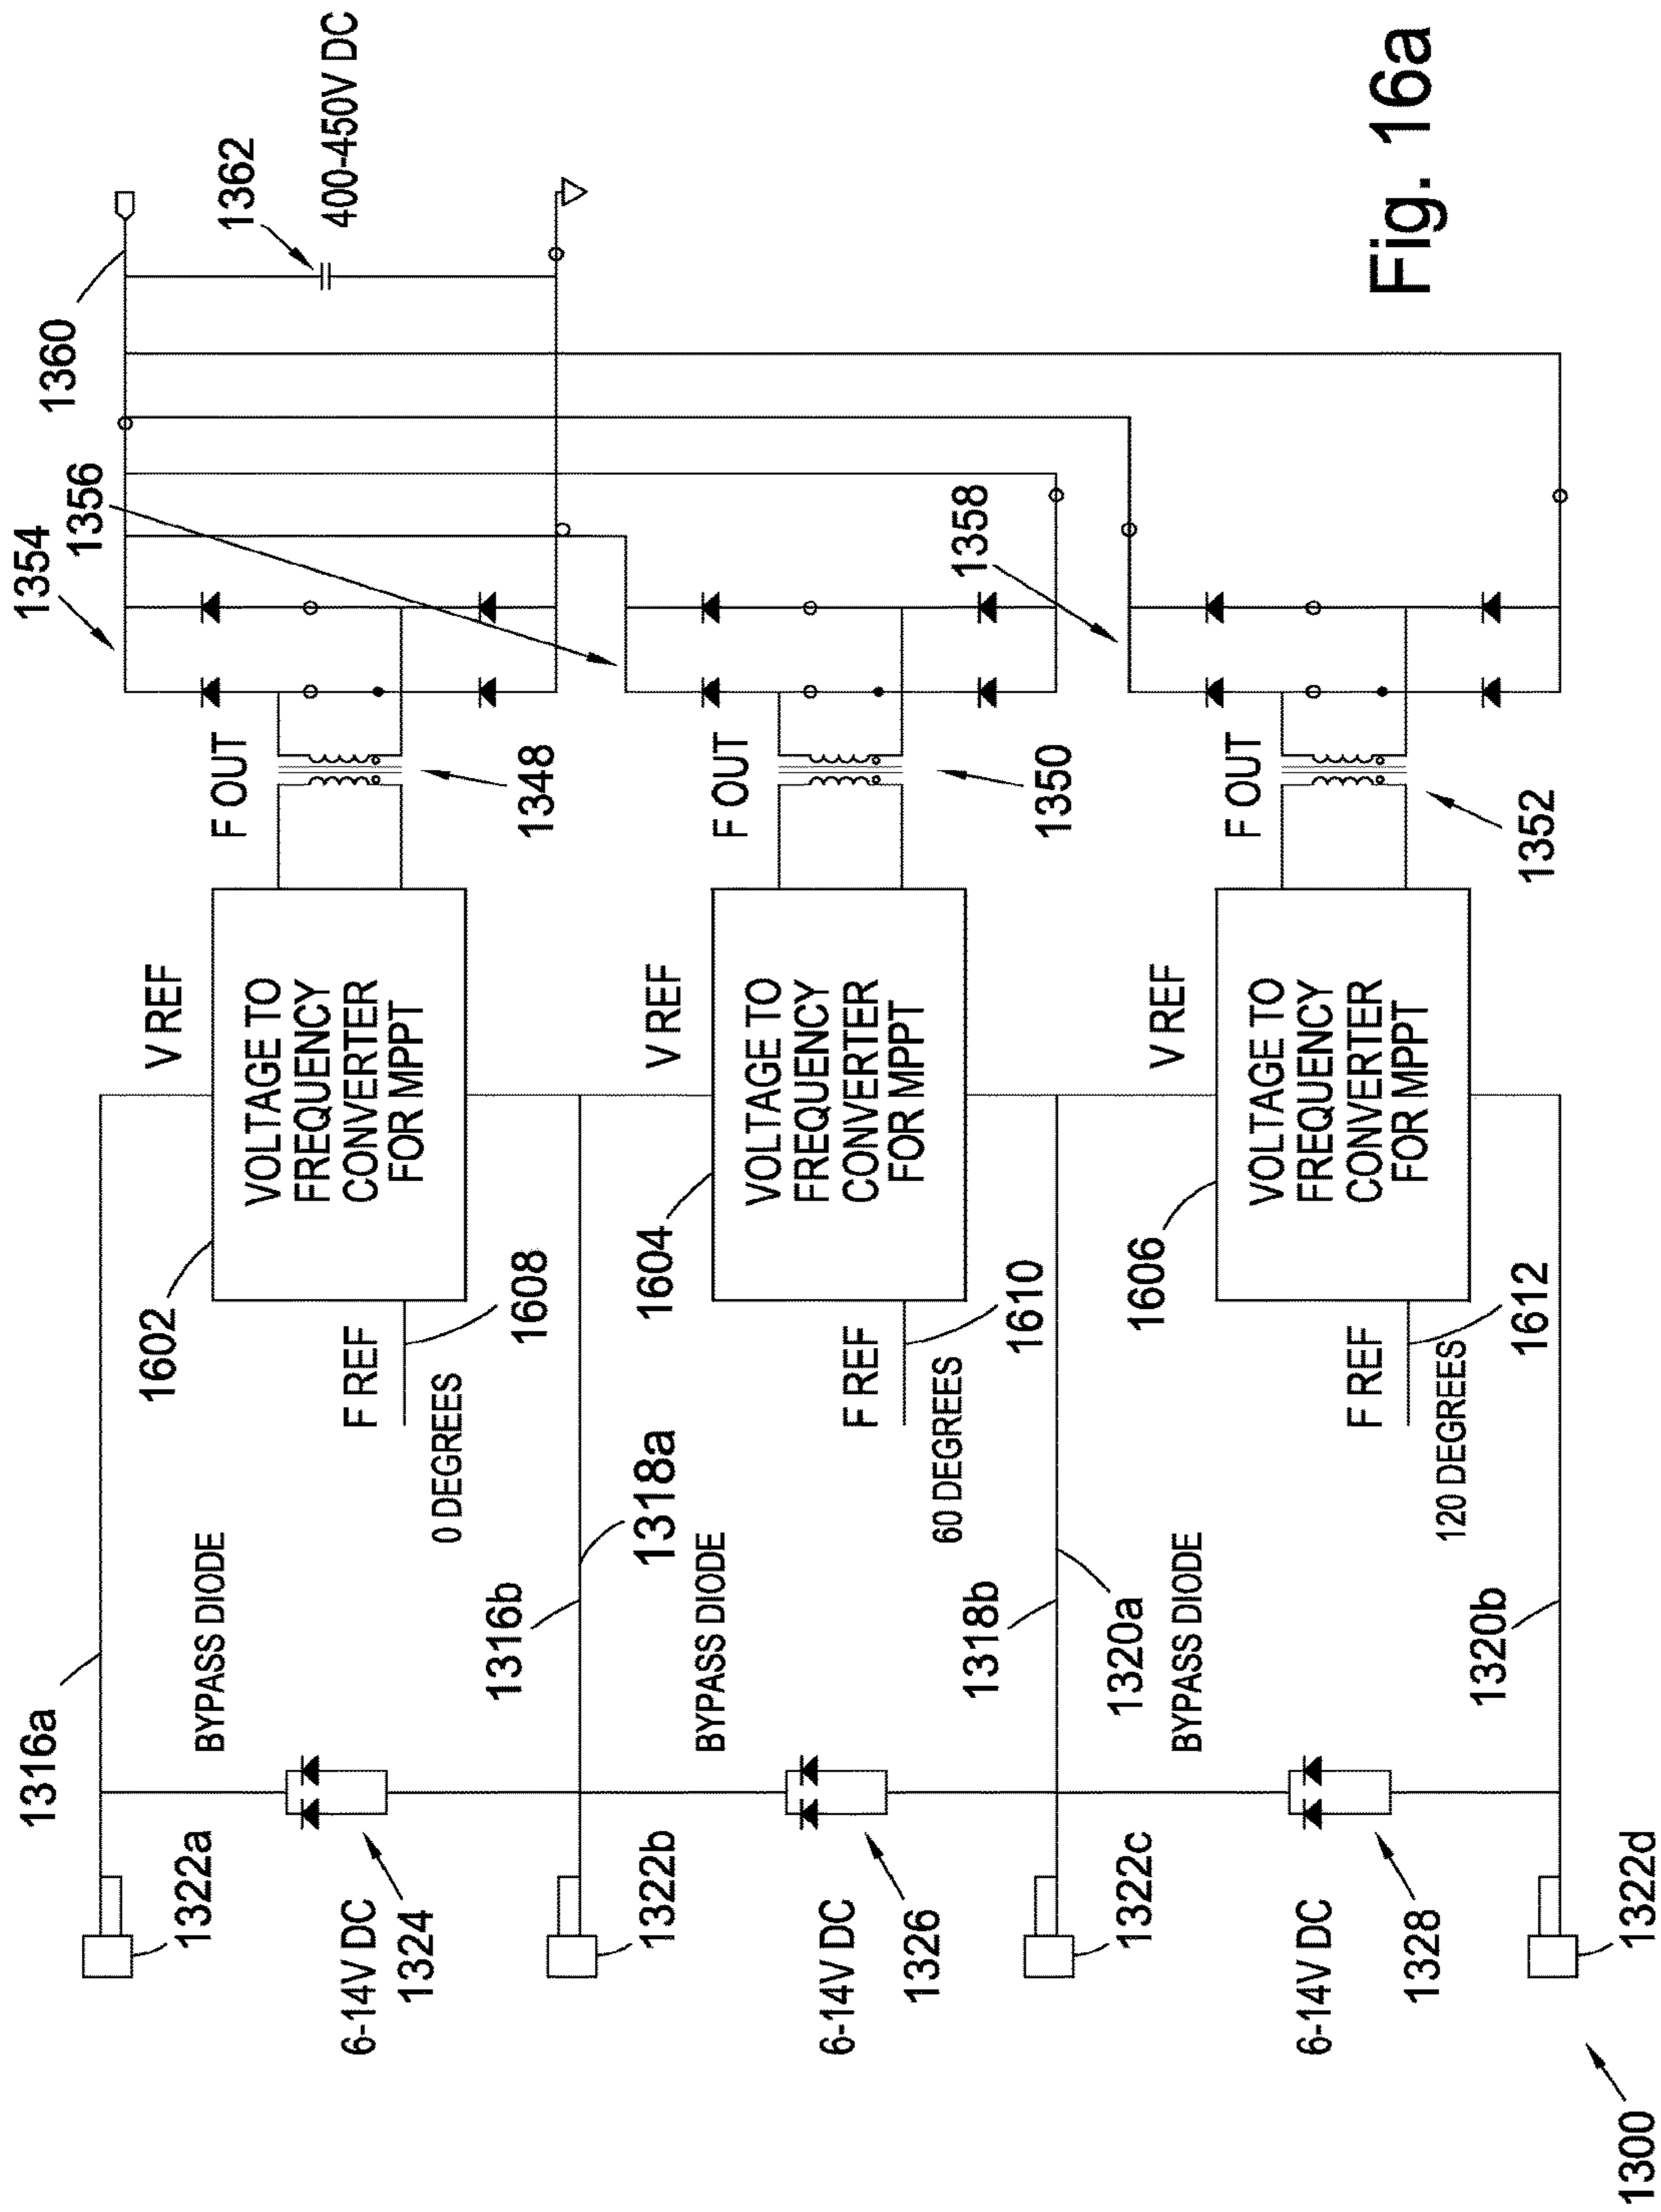 1316a
1322a
BYPASS DIODE
6-14V DC
1324
1602
V REF
VOLTAGE TO
FREQUENCY
CONVERTER
FOR MPPT
F REF
0 DEGREES
1608
F OUT
1348
1354
1356
1360
1362
400-450V DC
1316b
1318a
1322b
BYPASS DIODE
6-14V DC
1326
1604
V REF
VOLTAGE TO
FREQUENCY
CONVERTER
FOR MPPT
F REF
60 DEGREES
1610
F OUT
1350
1358
1318b
1320a
1322c
BYPASS DIODE
6-14V DC
1328
1606
V REF
VOLTAGE TO
FREQUENCY
CONVERTER
FOR MPPT
F REF
120 DEGREES
1612
F OUT
1352
1320b
1322d
1300
Fig. 16a